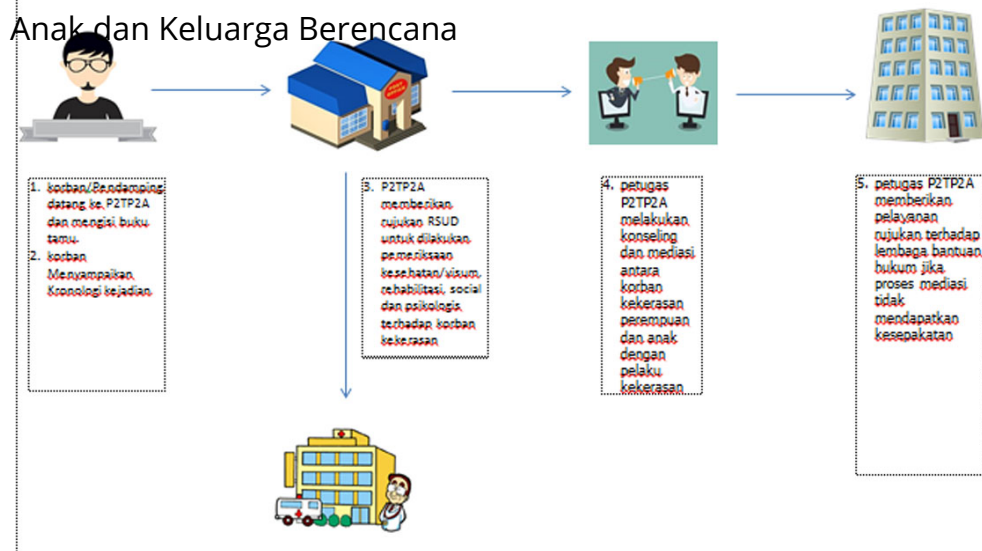 Anak dan Keluarga Berencana
POST
OFFICE
1. korban/Pendamping
datang ke P2TP2A
dan mengisi buku
tamu.
2. korban
Menyampaikan
Kronologi kejadian
3. P2TP2A
memberikan
rujukan RSUD
untuk dilakukan
pemeriksaan
kesehatan/visum,
rehabilitasi, social
dan psikologis
terhadap korban
kekerasan
4. petugas
P2TP2A
melakukan
konseling
dan mediasi
antara
korban
kekerasan
perempuan
dan anak
dengan
pelaku
kekerasan
5. petugas P2TP2A
memberikan
pelayanan
rujukan terhadap
lembaga bantuan
hukum jika
proses mediasi
tidak
mendapatkan
kesepakatan